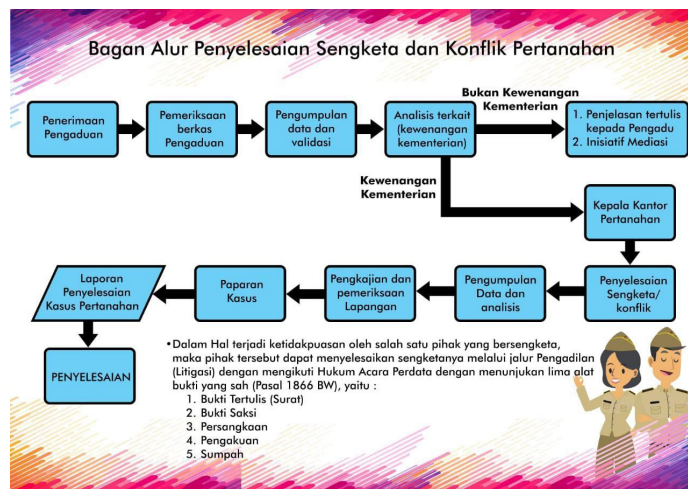 Bagan Alur Penyelesaian Sengketa dan Konflik Pertanahan
Penerimaan
Pengaduan
Pemeriksaan
berkas
Pengaduan
Pengumpulan
data dan
validasi
Analisis terkait
(kewenangan
kementerian)
Bukan Kewenangan
Kementerian
1. Penjelasan tertulis
kepada Pengadu
2. Inisiatif Mediasi
Kewenangan
Kementerian
Kepala Kantor
Pertanahan
Penyelesaian
Sengketa/
konflik
Pengumpulan
Data dan
analisis
Pengkajian dan
pemeriksaan
Lapangan
Paparan
Kasus
Laporan
Penyelesaian
Kasus Pertanahan
PENYELESAIAN
•Dalam Hal terjadi ketidakpuasan oleh salah satu pihak yang bersengketa,
maka pihak tersebut dapat menyelesaikan sengketanya melalui jalur Pengadilan
(Litigasi) dengan mengikuti Hukum Acara Perdata dengan menunjukan lima alat
bukti yang sah (Pasal 1866 BW), yaitu :
1. Bukti Tertulis (Surat)
2. Bukti Saksi
3. Persangkaan
4. Pengakuan
5. Sumpah